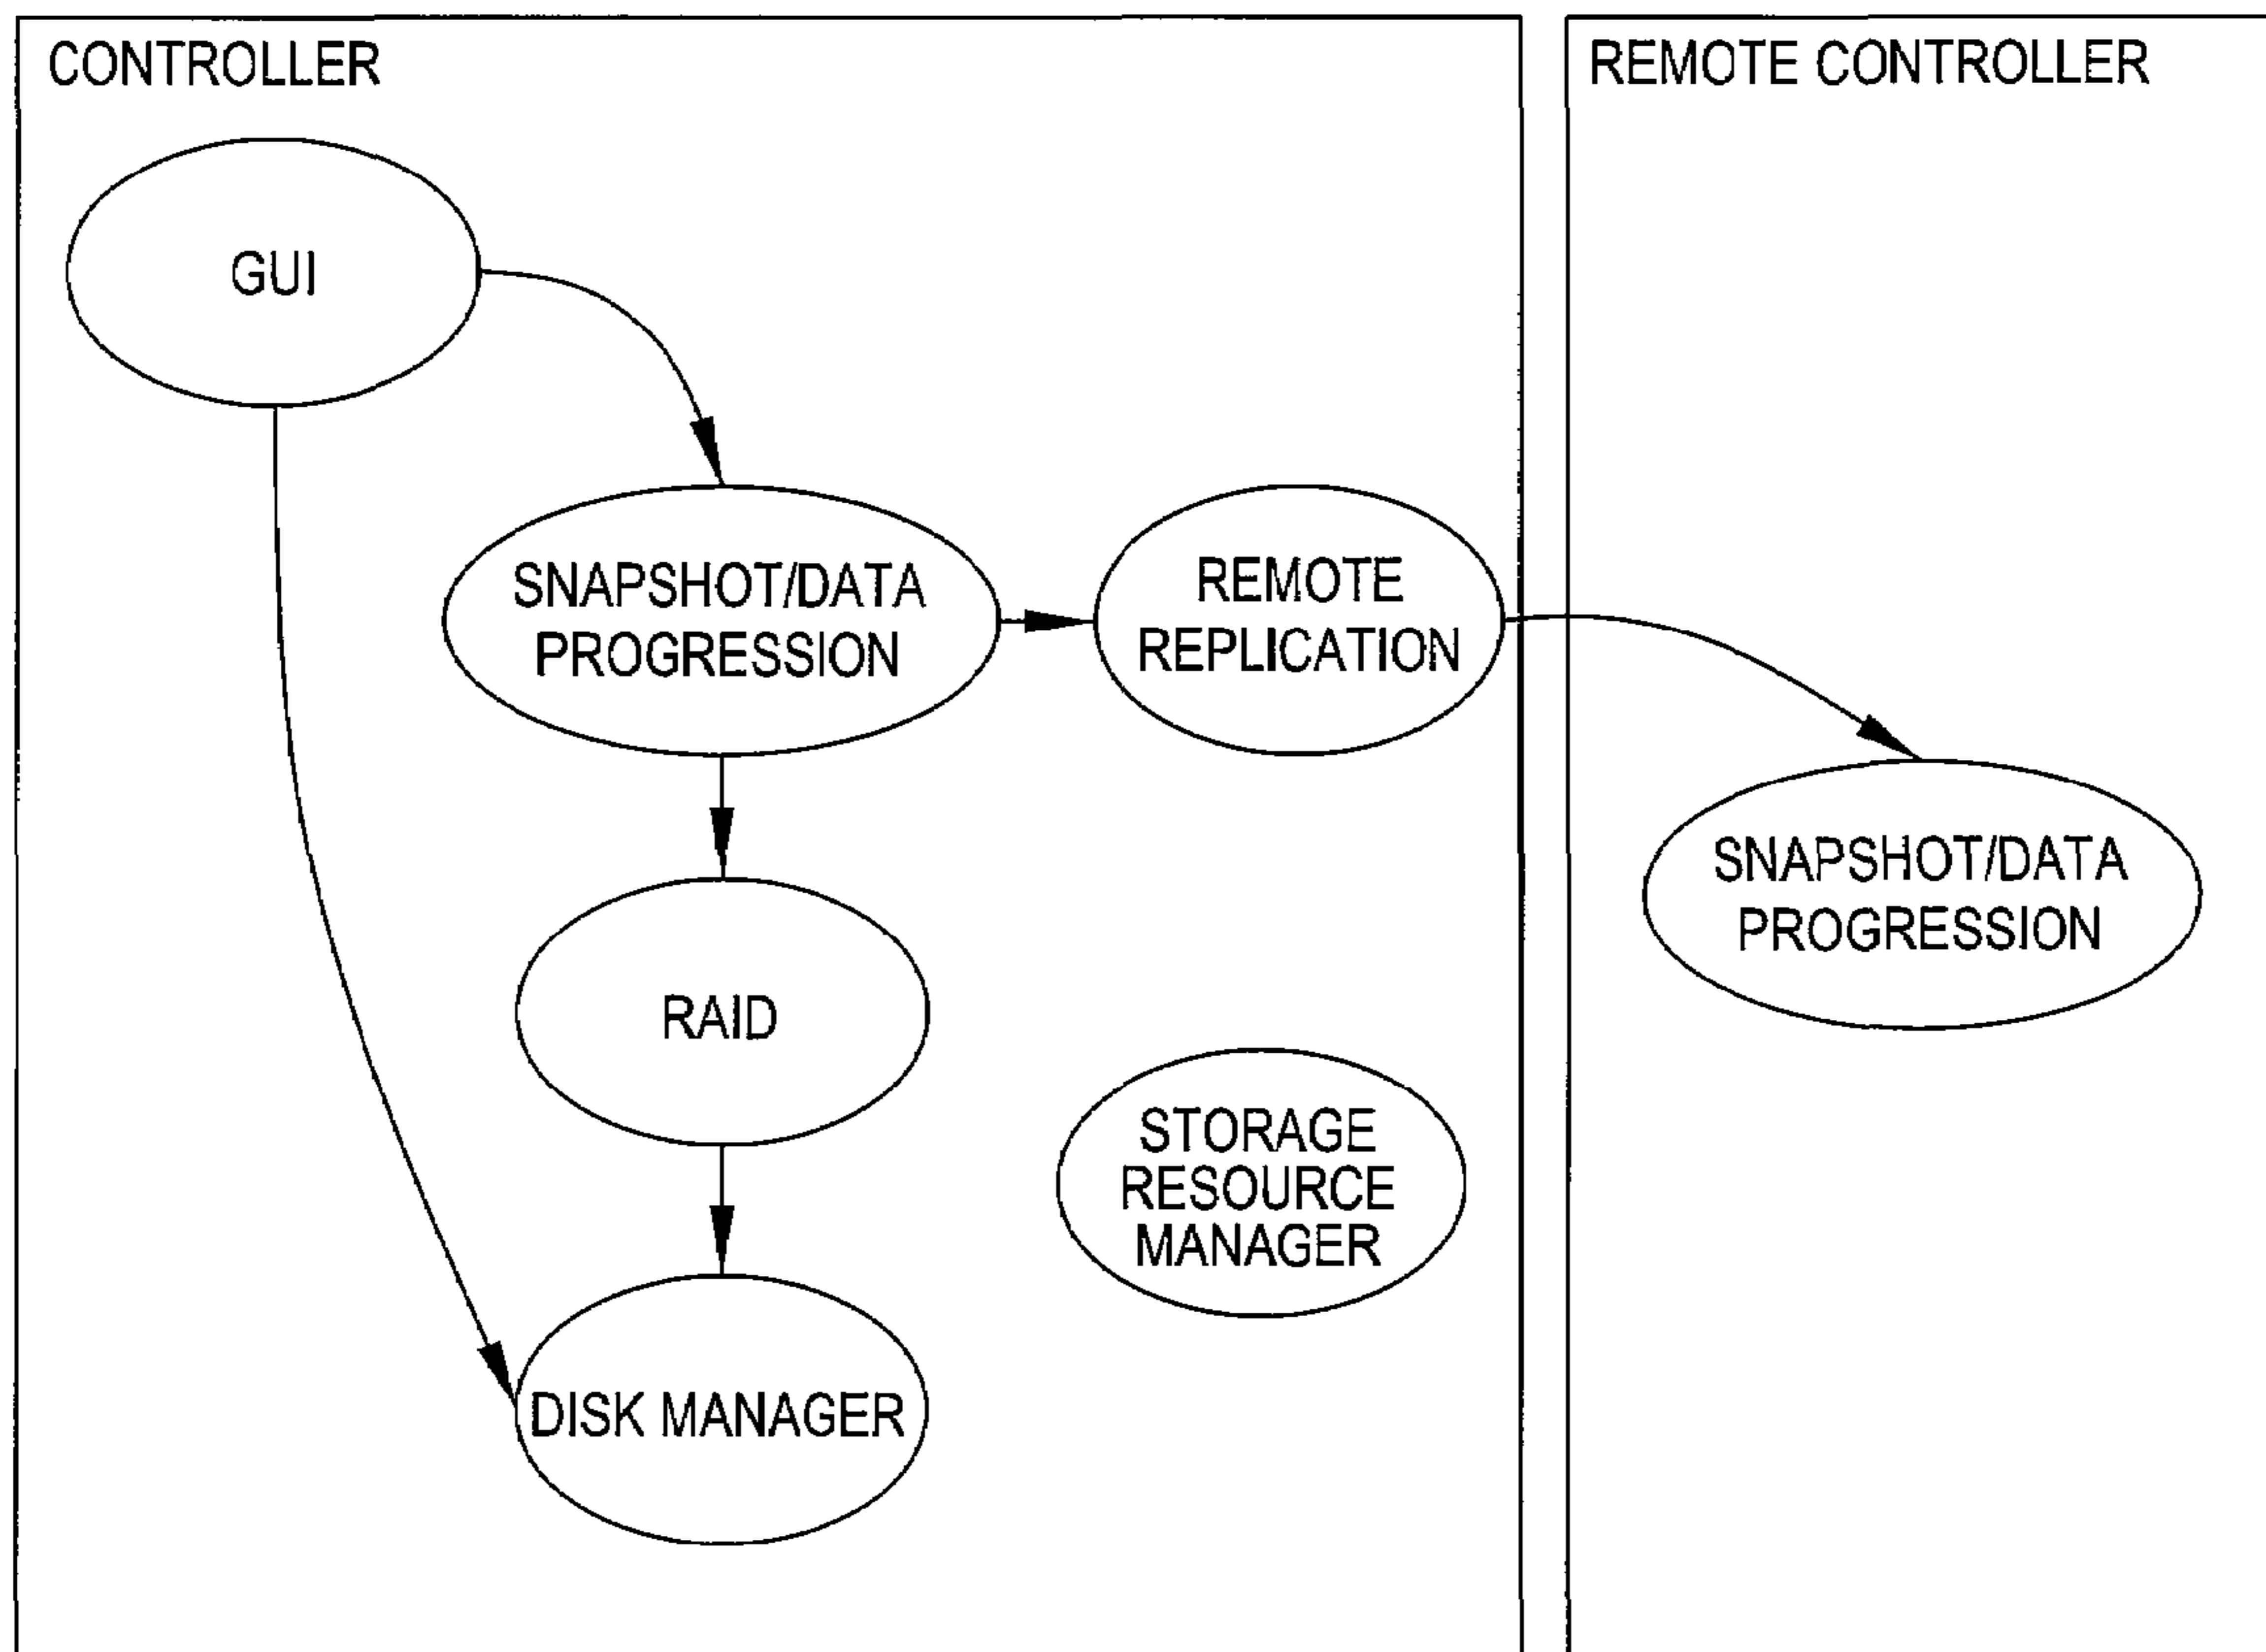 CONTROLLER
REMOTE CONTROLLER
GUI
SNAPSHOT/DATA
PROGRESSION
REMOTE
REPLICATION
SNAPSHOT/DATA
PROGRESSION
RAID
STORAGE
RESOURCE
MANAGER
DISK MANAGER